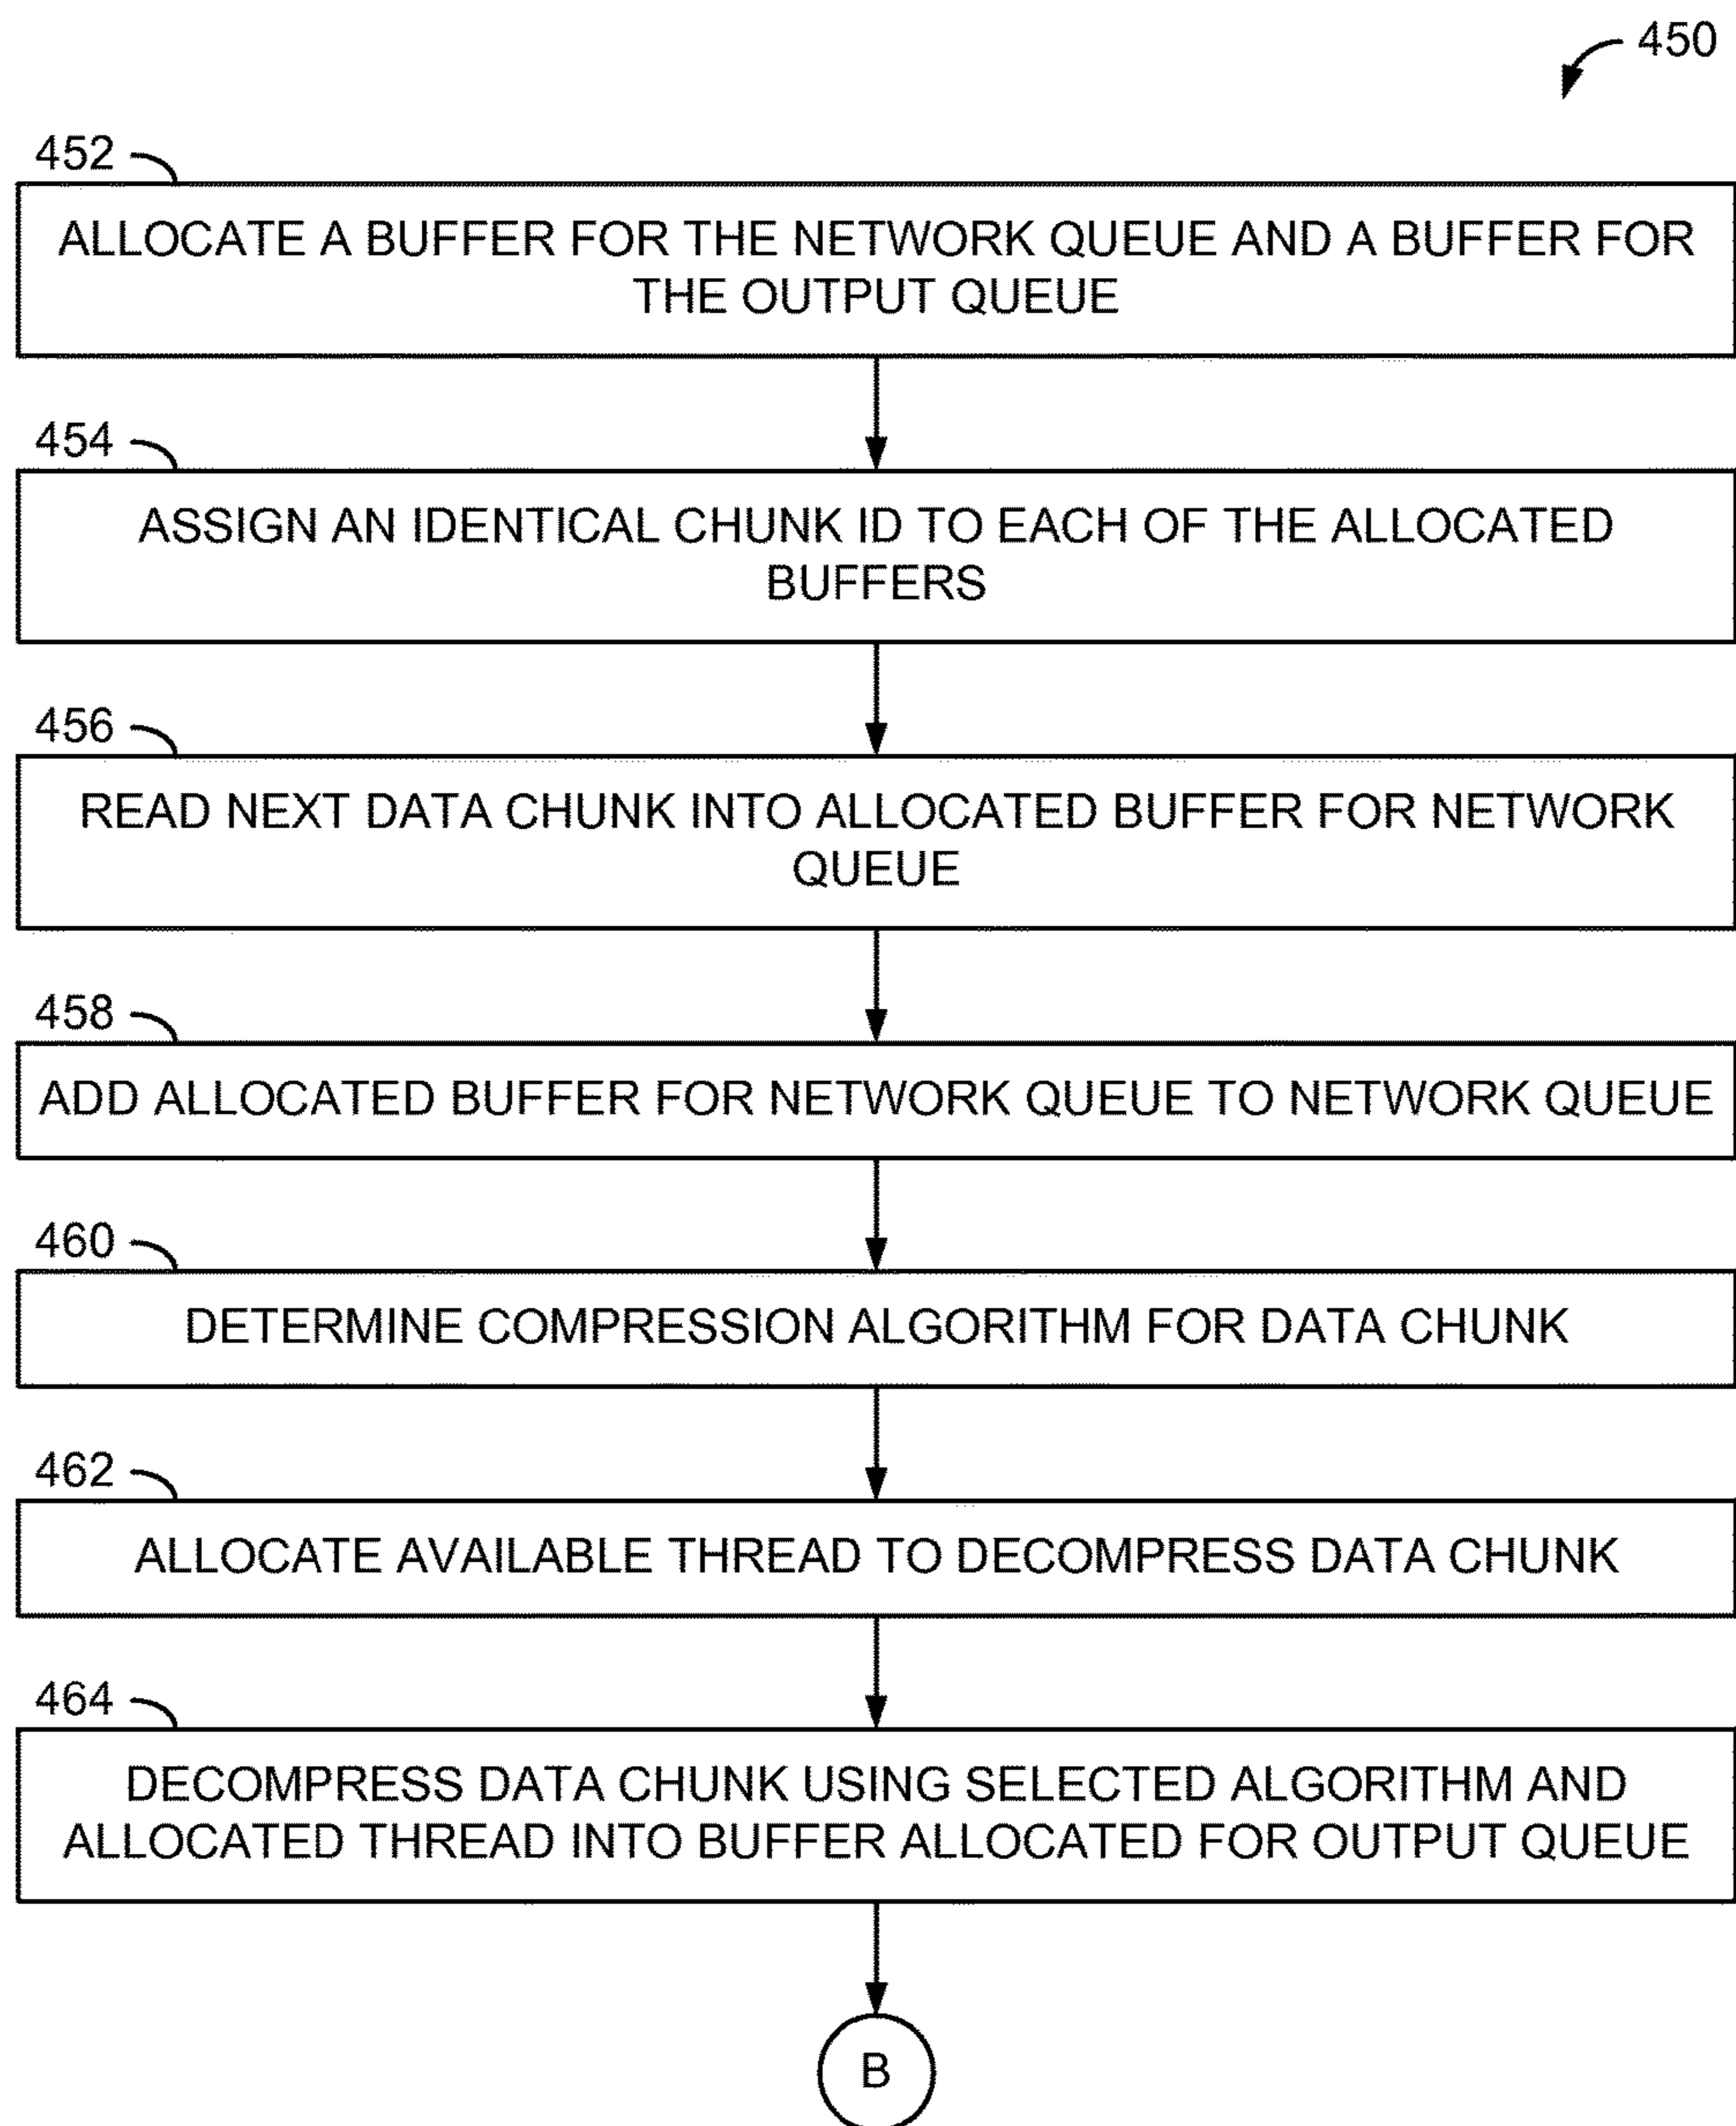 450
452
ALLOCATE A BUFFER FOR THE NETWORK QUEUE AND A BUFFER FOR
THE OUTPUT QUEUE
454
ASSIGN AN IDENTICAL CHUNK ID TO EACH OF THE ALLOCATED
BUFFERS
456
READ NEXT DATA CHUNK INTO ALLOCATED BUFFER FOR NETWORK
QUEUE
458
ADD ALLOCATED BUFFER FOR NETWORK QUEUE TO NETWORK QUEUE
460
DETERMINE COMPRESSION ALGORITHM FOR DATA CHUNK
462
ALLOCATE AVAILABLE THREAD TO DECOMPRESS DATA CHUNK
464
DECOMPRESS DATA CHUNK USING SELECTED ALGORITHM AND
ALLOCATED THREAD INTO BUFFER ALLOCATED FOR OUTPUT QUEUE
B